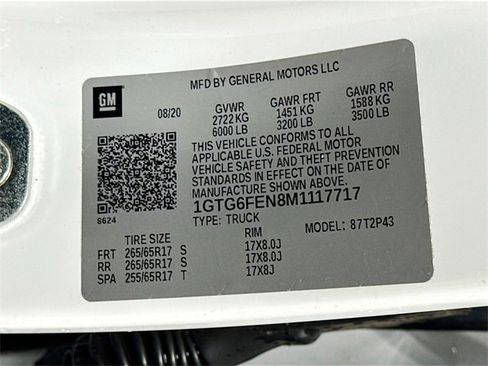 MFD BY GENERAL MOTORS LLC
GM
08/20
GVWR GAWR FRT GAWR RR
2722 KG 1451 KG 1588 KG
6000 LB 3200 LB 3500 LB
THIS VEHICLE CONFORMS TO ALL
APPLICABLE U.S. FEDERAL MOTOR
VEHICLE SAFETY AND THEFT PREVENTION
STANDARDS IN EFFECT ON THE DATE OF
MANUFACTURE SHOWN ABOVE.
1GTG6FEN8M1117717
8624
TYPE: TRUCK MODEL: 87T2P43
TIRE SIZE RIM
FRT 265/65R17 S 17X8.0J
RR 265/65R17 S 17X8.0J
SPA 255/65R17 T 17X8J